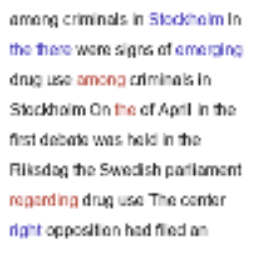 among criminals in Stockholm In
the there were signs of emerging
drug use among criminals in
Stockholm On the of April in the
first debate was held in the
Riksdag the Swedish parliament
regarding drug use The center
right opposition had filed an